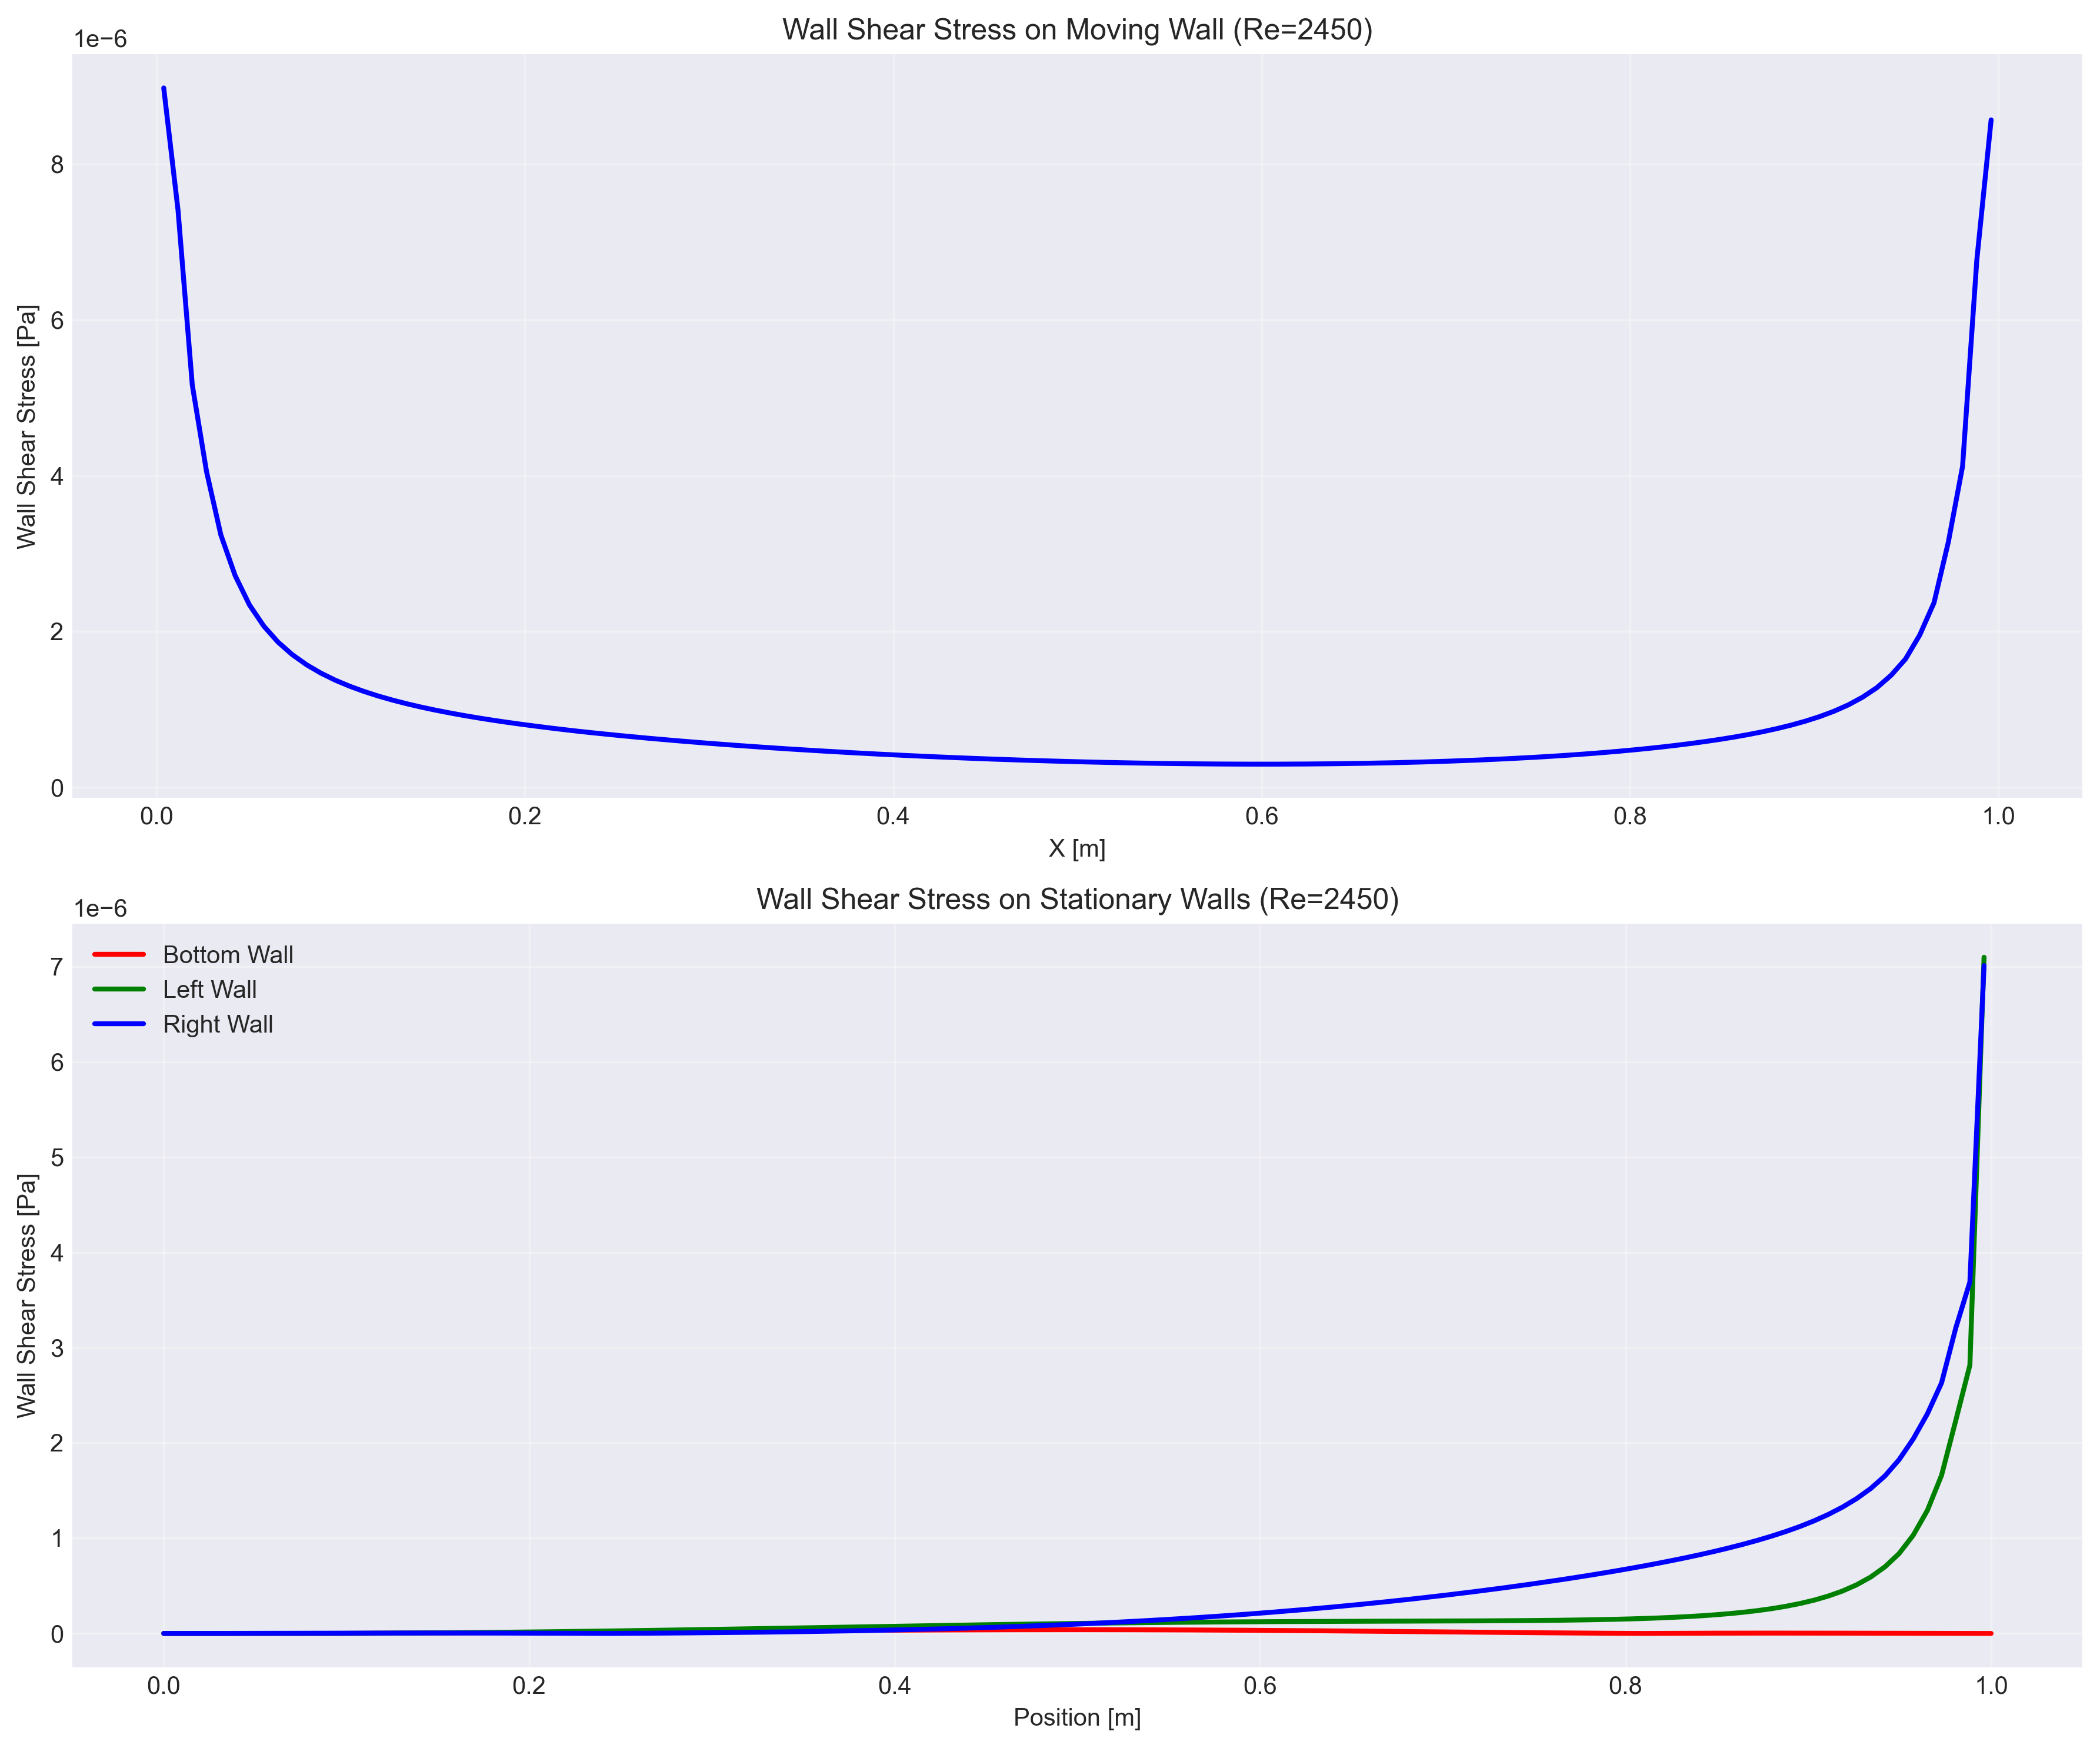 Wall Shear Stress on Moving Wall (Re=2450)
1e−6
Wall Shear Stress [Pa]
8
6
4
2
0
0.0 0.2 0.4 0.6 0.8 1.0
X [m]
Wall Shear Stress on Stationary Walls (Re=2450)
1e−6
Bottom Wall
Left Wall
Right Wall
Wall Shear Stress [Pa]
7
6
5
4
3
2
1
0
0.0 0.2 0.4 0.6 0.8 1.0
Position [m]